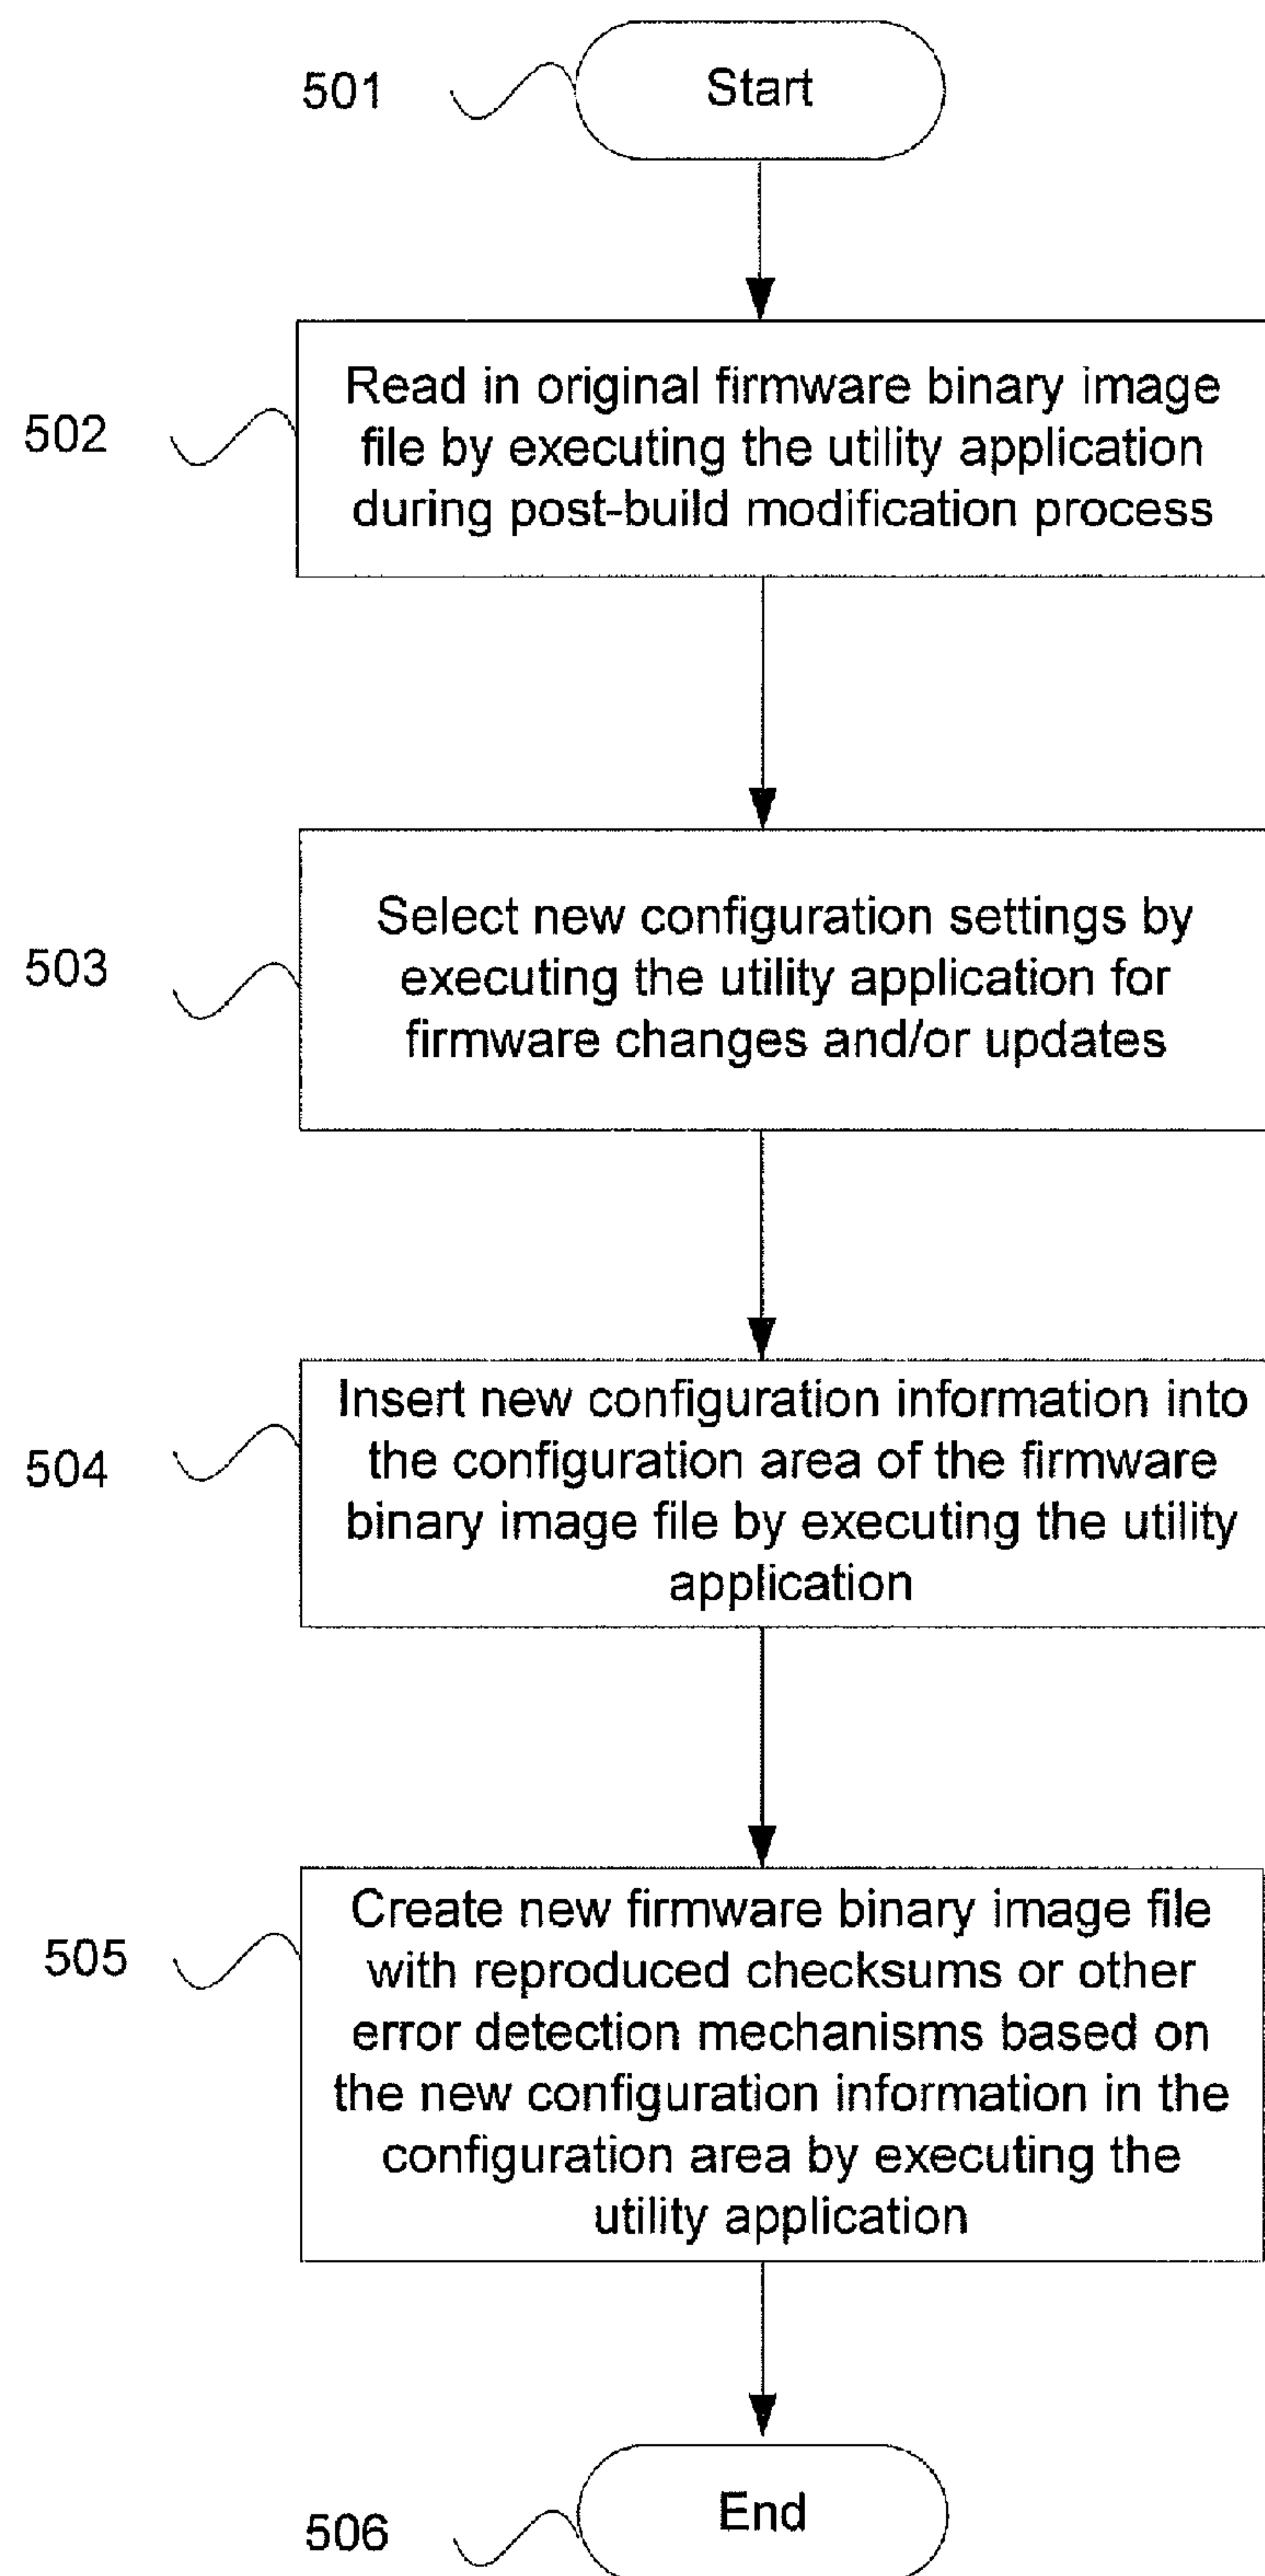 501
Start
502
Read in original firmware binary image
file by executing the utility application
during post-build modification process
503
Select new configuration settings by
executing the utility application for
firmware changes and/or updates
504
Insert new configuration information into
the configuration area of the firmware
binary image file by executing the utility
application
505
Create new firmware binary image file
with reproduced checksums or other
error detection mechanisms based on
the new configuration information in the
configuration area by executing the
utility application
506
End